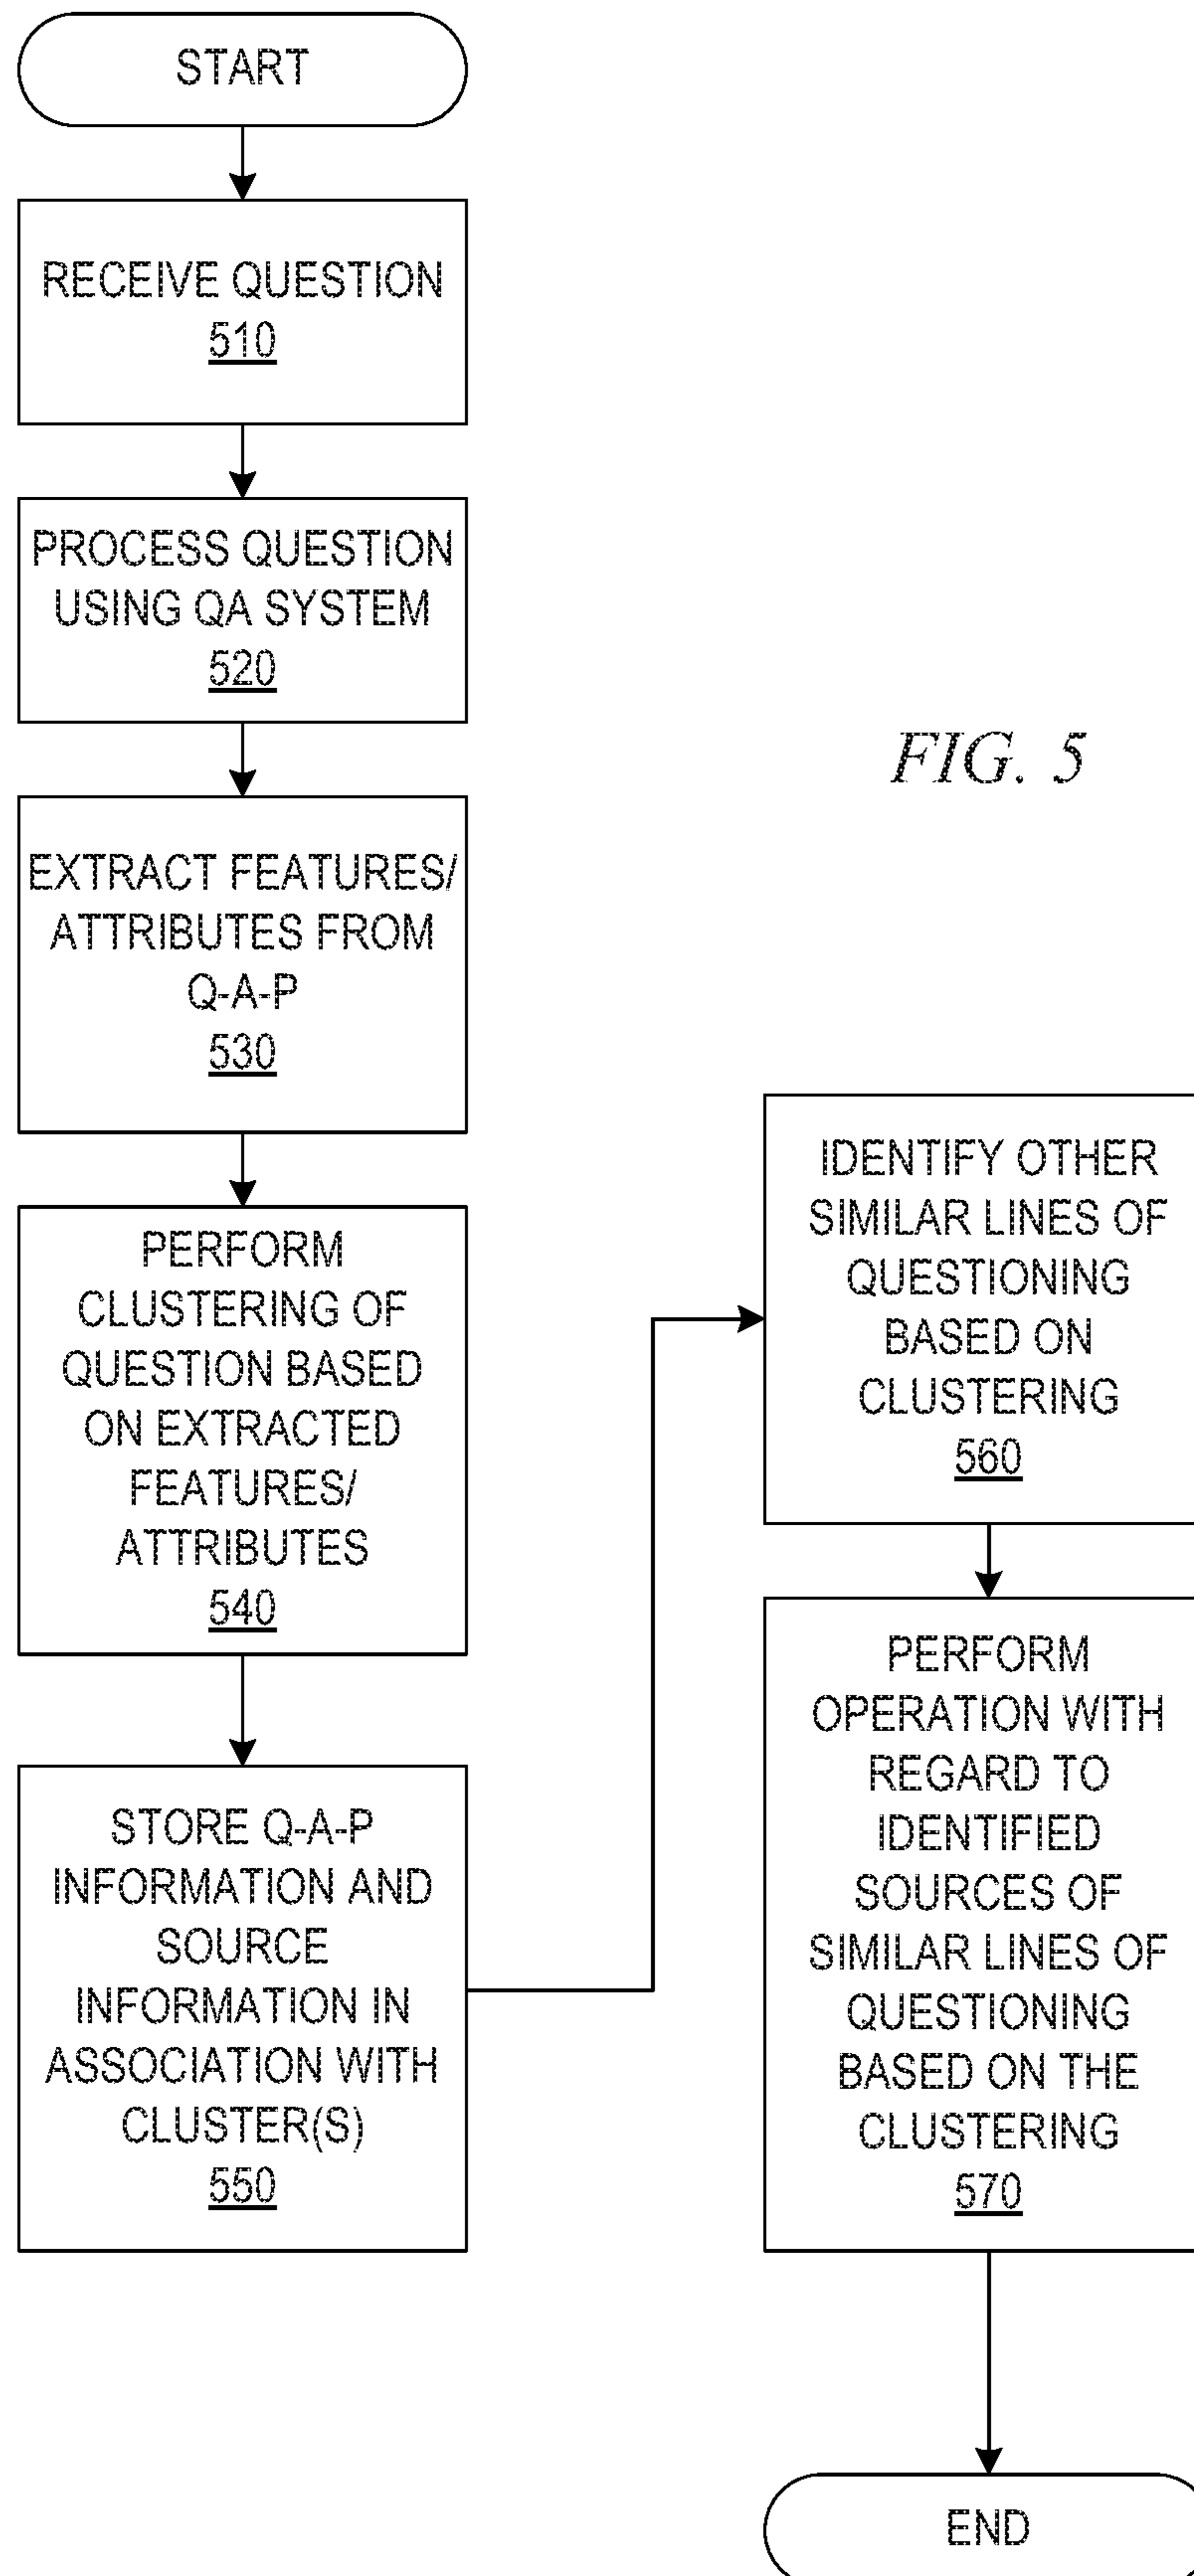 START
RECEIVE QUESTION
510
PROCESS QUESTION
USING QA SYSTEM
520
EXTRACT FEATURES/
ATTRIBUTES FROM
Q-A-P
530
PERFORM
CLUSTERING OF
QUESTION BASED
ON EXTRACTED
FEATURES/
ATTRIBUTES
540
STORE Q-A-P
INFORMATION AND
SOURCE
INFORMATION IN
ASSOCIATION WITH
CLUSTER(S)
550
FIG. 5
IDENTIFY OTHER
SIMILAR LINES OF
QUESTIONING
BASED ON
CLUSTERING
560
PERFORM
OPERATION WITH
REGARD TO
IDENTIFIED
SOURCES OF
SIMILAR LINES OF
QUESTIONING
BASED ON THE
CLUSTERING
570
END